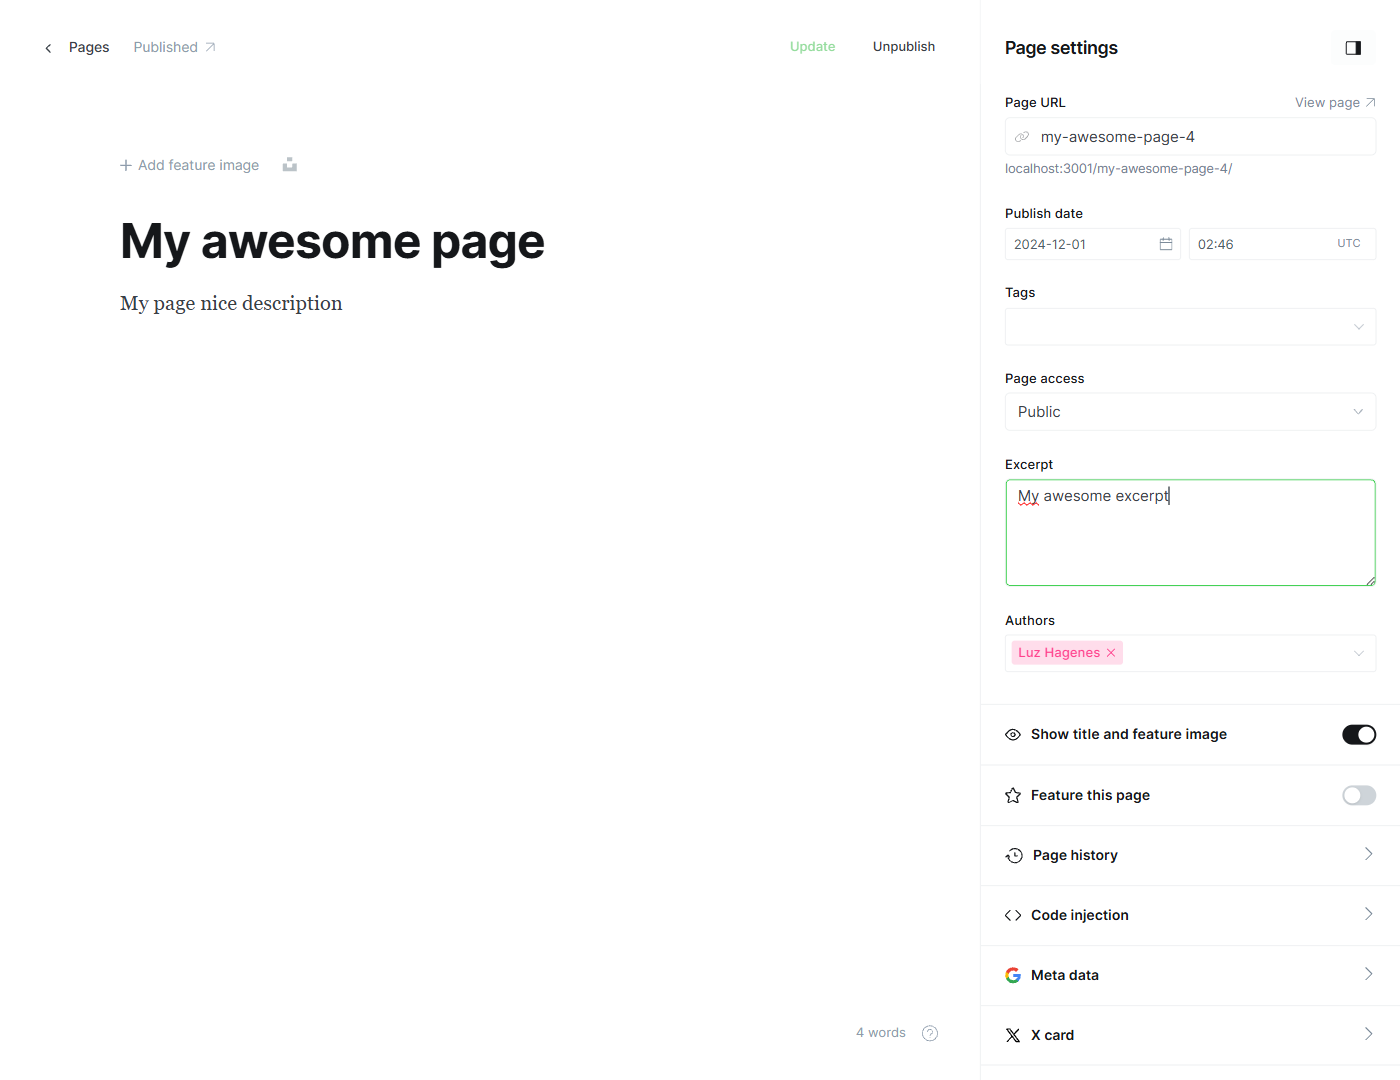 Pages
Published
Update
Unpublish
Page settings
Page URL
View page
my-awesome-page-4
localhost:3001/my-awesome-page-4/
Add feature image
My awesome page
My page nice description
Publish date
2024-12-01
02:46
UTC
Tags
Page access
Public
Excerpt
My awesome excerpt
Authors
Luz Hagenes
Show title and feature image
Feature this page
Page history
Code injection
Meta data
X card
4 words